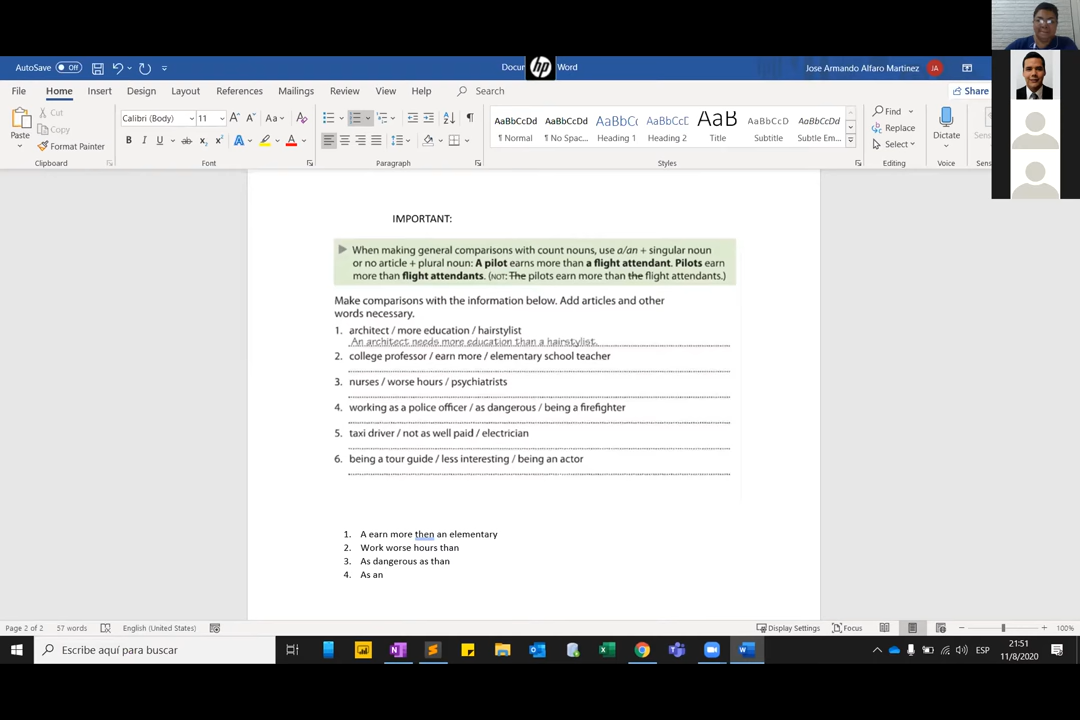 AutoSave Off
Docur hp Word
Jose Armando Alfaro Martinez JA
File Home Insert Design Layout References Mailings Review View Help Search Share
Paste
Cut
Copy
Format Painter
Clipboard
Calibri (Body) 11
Font
Paragraph
AaBbCcDd AaBbCcDd AaBbCc AaBbCcD AaB AaBbCcD AaBbCcDd
¶ Normal ¶ No Spac... Heading 1 Heading 2 Title Subtitle Subtle Em...
Styles
Find
Replace
Select
Editing
Dictate
Voice
Sens
Sens
IMPORTANT:
When making general comparisons with count nouns, use a/an + singular noun
or no article + plural noun: A pilot earns more than a flight attendant. Pilots earn
more than flight attendants. (NOT: The pilots earn more than the flight attendants.)
Make comparisons with the information below. Add articles and other
words necessary.
1. architect / more education / hairstylist
An architect needs more education than a hairstylist.
2. college professor / earn more / elementary school teacher
3. nurses / worse hours / psychiatrists
4. working as a police officer / as dangerous / being a firefighter
5. taxi driver / not as well paid / electrician
6. being a tour guide / less interesting / being an actor
1. A earn more then an elementary
2. Work worse hours than
3. As dangerous as than
4. As an
Page 2 of 2 57 words English (United States) Display Settings Focus 100%
Escribe aquí para buscar
ESP
21:51
11/8/2020